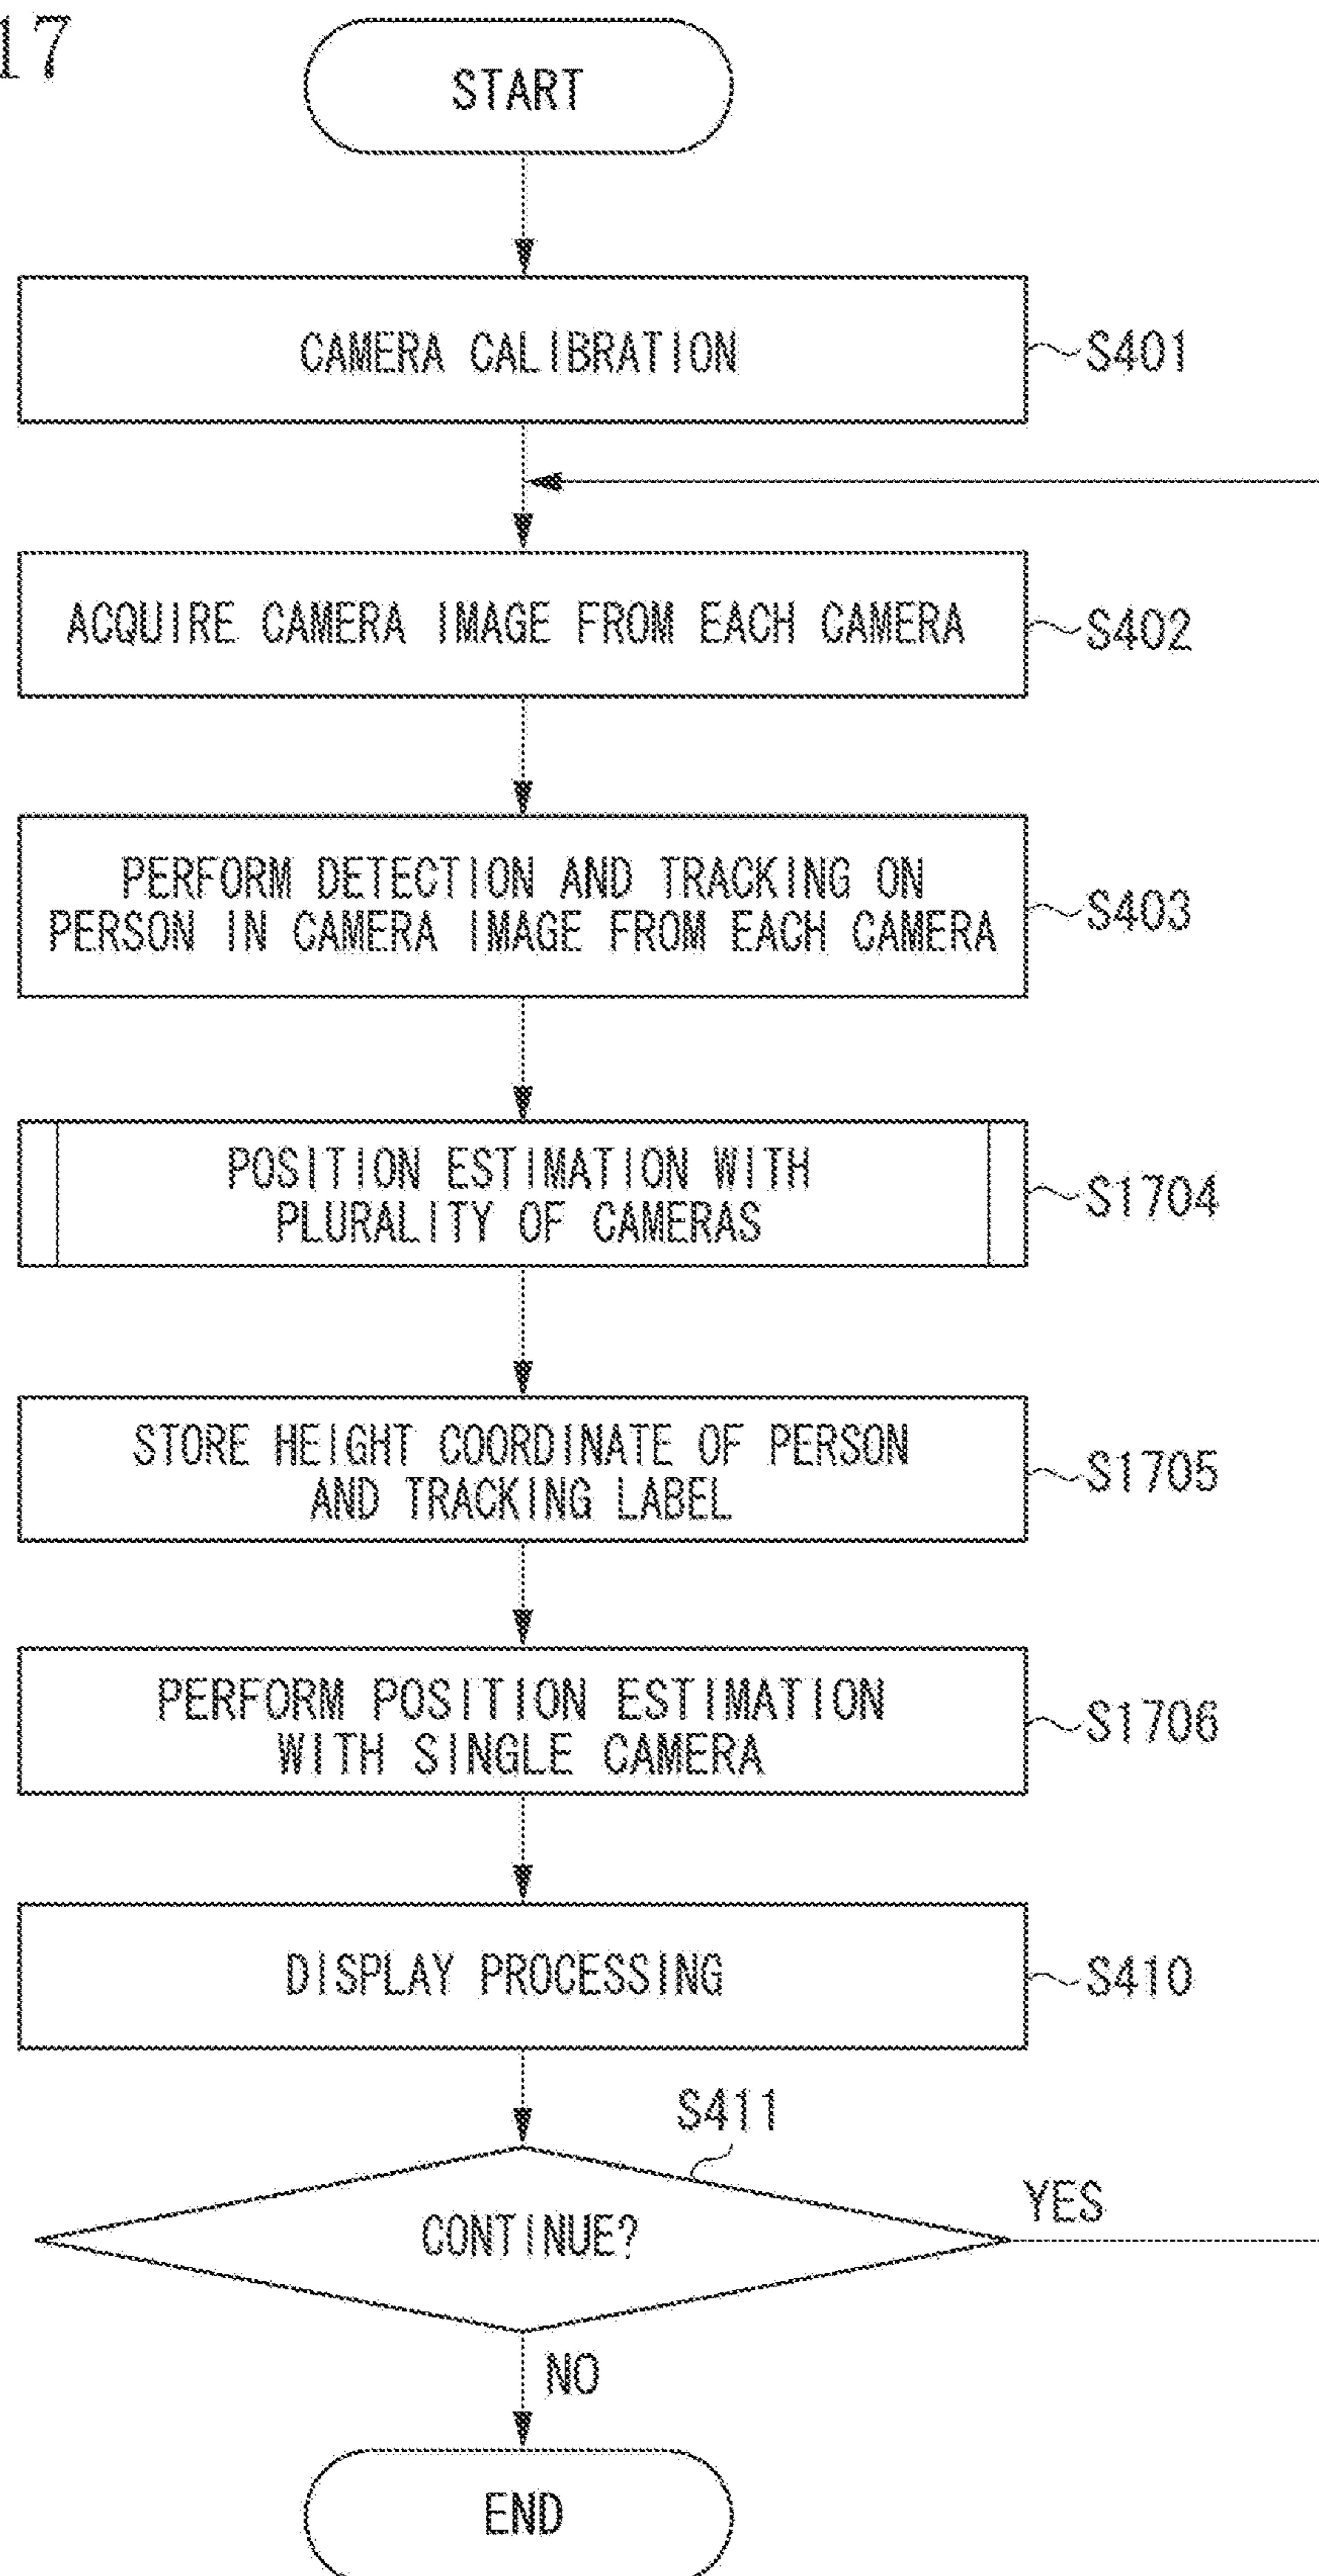 17
START
CAMERA CALIBRATION
S401
ACQUIRE CAMERA IMAGE FROM EACH CAMERA
S402
PERFORM DETECTION AND TRACKING ON
PERSON IN CAMERA IMAGE FROM EACH CAMERA
S403
POSITION ESTIMATION WITH
PLURALITY OF CAMERAS
S1704
STORE HEIGHT COORDINATE OF PERSON
AND TRACKING LABEL
S1705
PERFORM POSITION ESTIMATION
WITH SINGLE CAMERA
S1706
DISPLAY PROCESSING
S410
S411
CONTINUE?
YES
NO
END